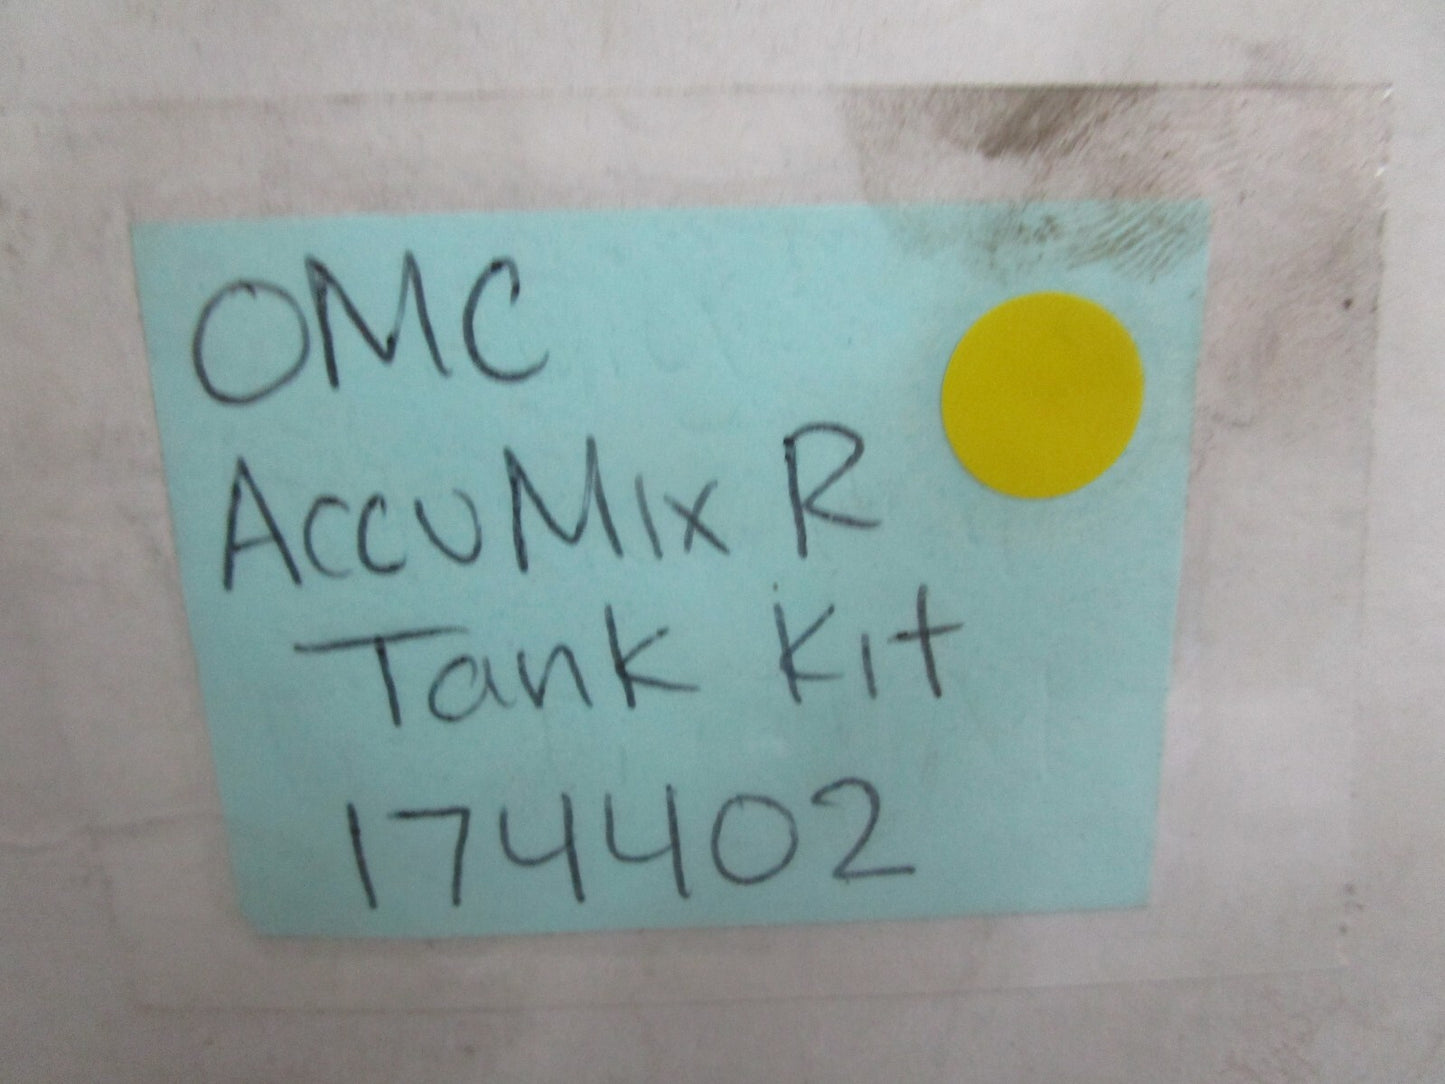 OMC
AccuMix R
Tank Kit
174402